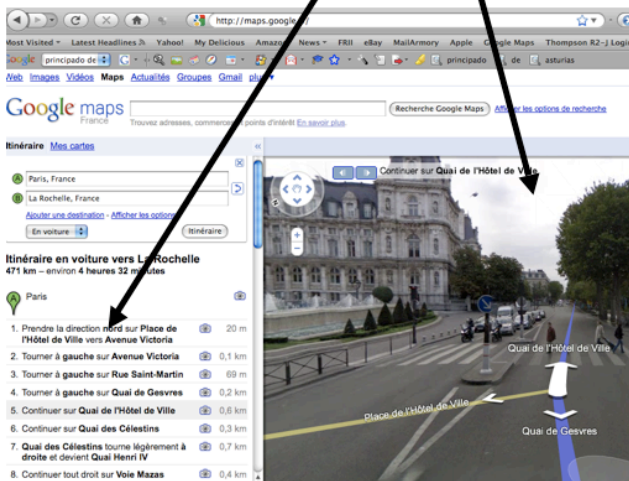 http://maps.google.
Most Visited Latest Headlines Yahoo! My Delicious Amazon News FRII eBay MailArmory Apple Google Maps Thompson R2-J Login
Google principado de principado de asturias
Web Images Vidéos Maps Actualités Groupes Gmail plus
Google maps
France
Recherche Google Maps
Afficher les options de recherche
Trouvez adresses, commerces et points d'intérêt En savoir plus.
Itinéraire Mes cartes
A Paris, France
B La Rochelle, France
Ajouter une destination - Afficher les options
En voiture
Itinéraire
Itinéraire en voiture vers La Rochelle
471 km – environ 4 heures 32 minutes
A Paris
1. Prendre la direction nord sur Place de l'Hôtel de Ville vers Avenue Victoria 20 m
2. Tourner à gauche sur Avenue Victoria 0,1 km
3. Tourner à gauche sur Rue Saint-Martin 69 m
4. Tourner à gauche sur Quai de Gesvres 0,2 km
5. Continuer sur Quai de l'Hôtel de Ville 0,6 km
6. Continuer sur Quai des Célestins 0,3 km
7. Quai des Célestins tourne légèrement à droite et devient Quai Henri IV 0,7 km
8. Continuer tout droit sur Voie Mazas 0,4 km
Continuer sur Quai de l'Hôtel de Ville
Quai de l'Hôtel de Ville
Place de l'Hôtel de Ville
Quai de Gesvres